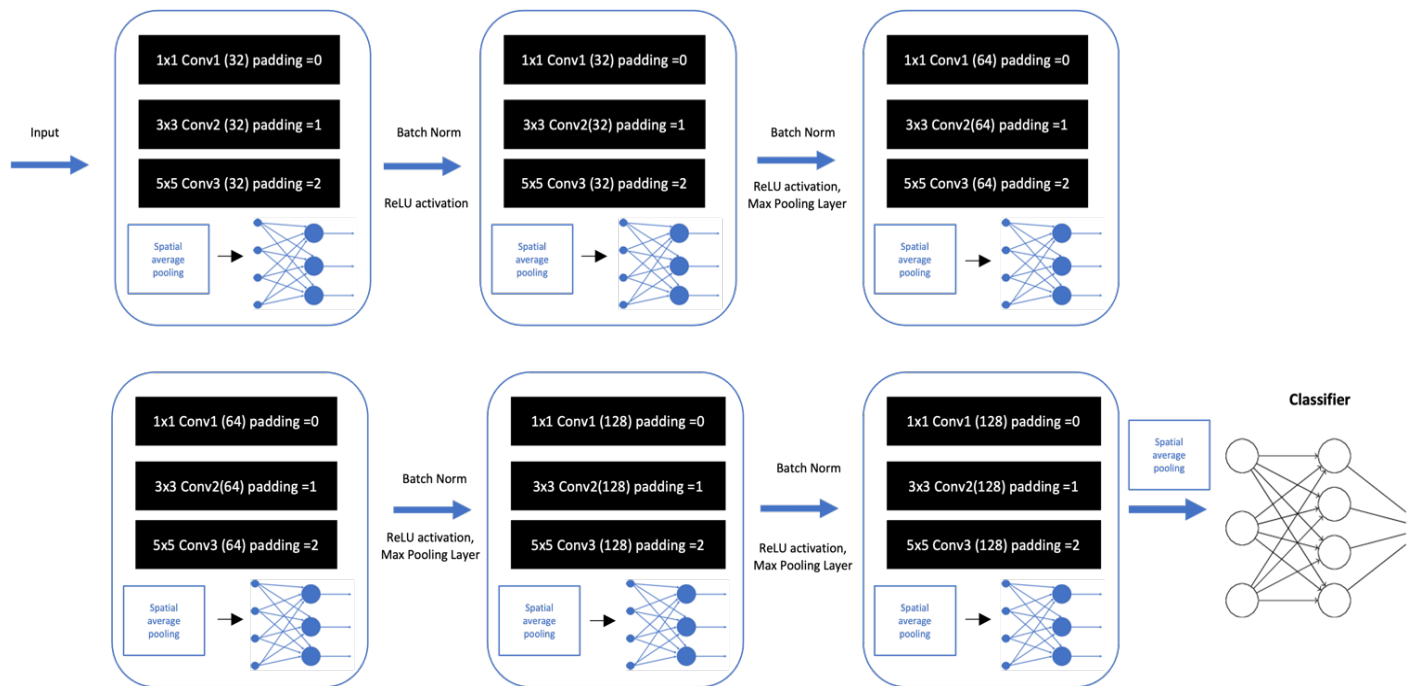 Input
1x1 Conv1 (32) padding =0
3x3 Conv2 (32) padding =1
5x5 Conv3 (32) padding =2
Spatial
average
pooling
Batch Norm
ReLU activation
1x1 Conv1 (32) padding =0
3x3 Conv2(32) padding =1
5x5 Conv3 (32) padding =2
Spatial
average
pooling
Batch Norm
ReLU activation,
Max Pooling Layer
1x1 Conv1 (64) padding =0
3x3 Conv2(64) padding =1
5x5 Conv3 (64) padding =2
Spatial
average
pooling
1x1 Conv1 (64) padding =0
3x3 Conv2(64) padding =1
5x5 Conv3 (64) padding =2
Spatial
average
pooling
Batch Norm
ReLU activation,
Max Pooling Layer
1x1 Conv1 (128) padding =0
3x3 Conv2(128) padding =1
5x5 Conv3 (128) padding =2
Spatial
average
pooling
Batch Norm
ReLU activation,
Max Pooling Layer
1x1 Conv1 (128) padding =0
3x3 Conv2(128) padding =1
5x5 Conv3 (128) padding =2
Spatial
average
pooling
Spatial
average
pooling
Classifier